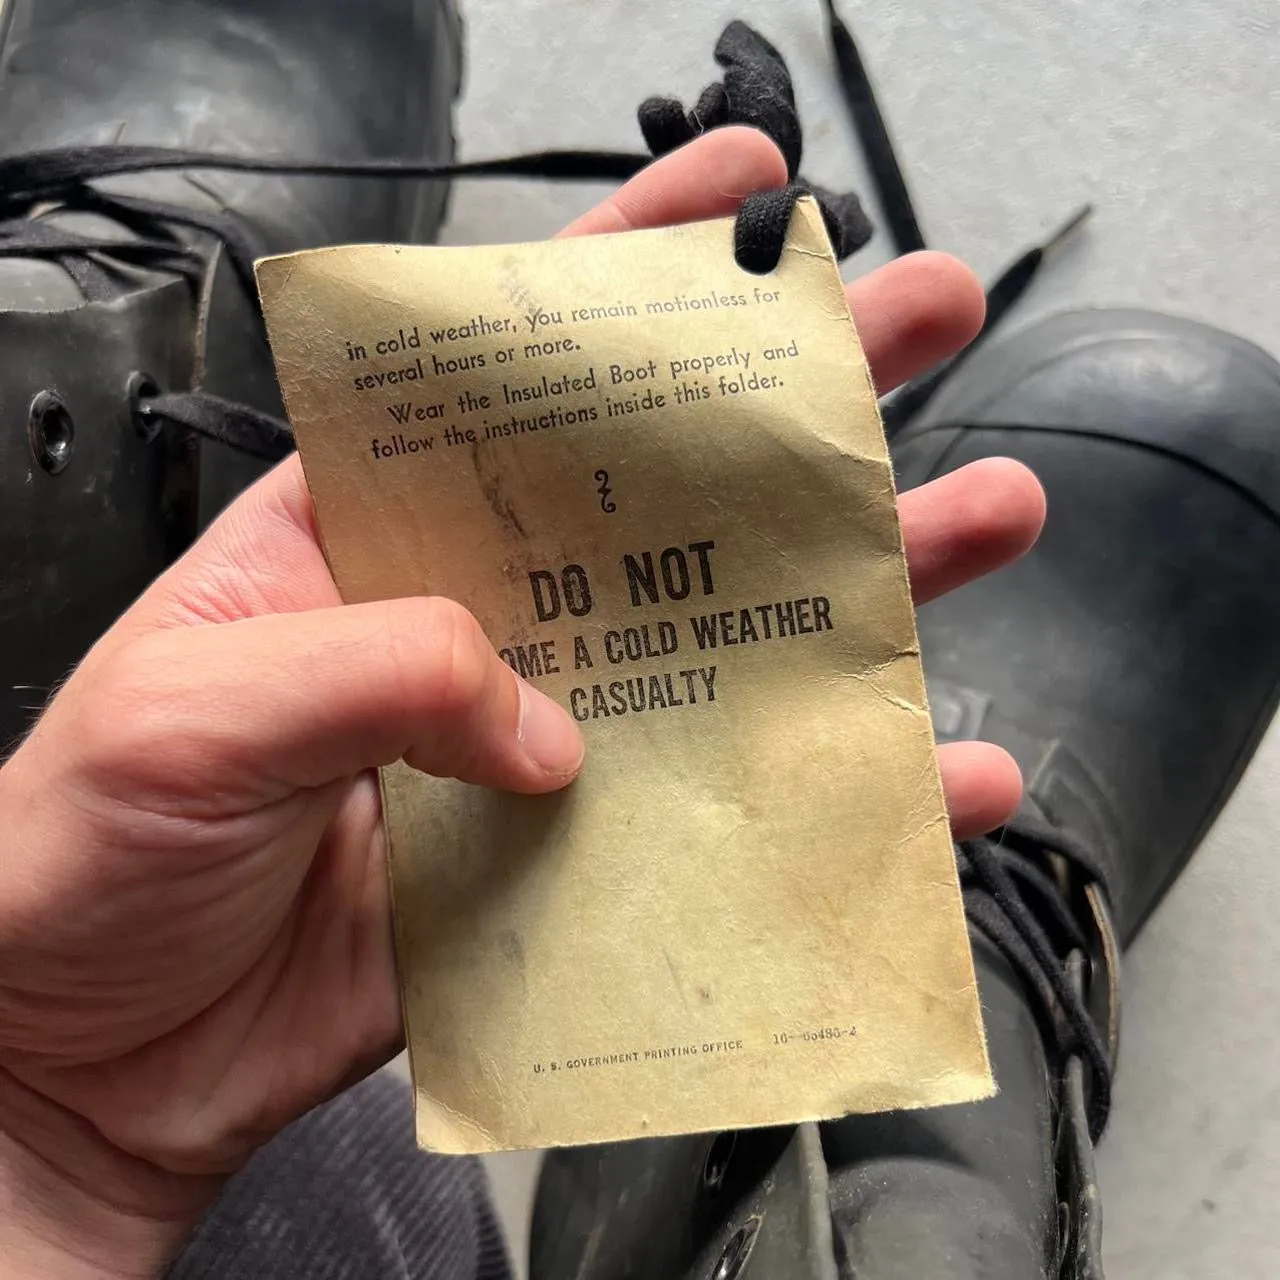 in cold weather, you remain motionless for
several hours or more.
Wear the Insulated Boot properly and
follow the instructions inside this folder.
DO NOT
OME A COLD WEATHER
CASUALTY
U. S. GOVERNMENT PRINTING OFFICE